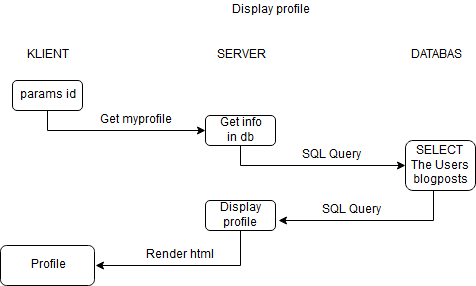 Display profile
KLIENT
SERVER
DATABAS
params id
Get myprofile
Get info
in db
SQL Query
SELECT
The Users
blogposts
SQL Query
Display
profile
Render html
Profile